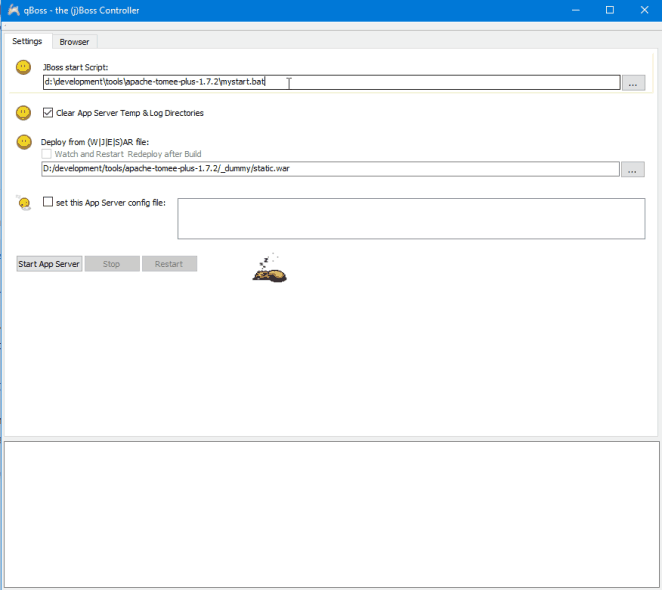 qBoss - the (j)Boss Controller
Settings Browser
JBoss start Script:
d:\development\tools\apache-tomee-plus-1.7.2\mystart.bat
...
Clear App Server Temp & Log Directories
Deploy from (W|J|E|S)AR file:
Watch and Restart Redeploy after Build
D:/development/tools/apache-tomee-plus-1.7.2/_dummy/static.war
...
set this App Server config file:
Start App Server Stop Restart
z z